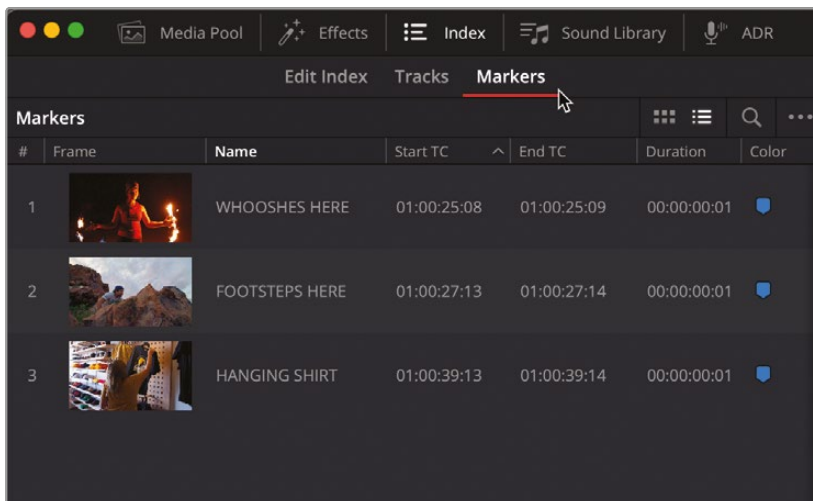 Media Pool Effects Index Sound Library ADR
Edit Index Tracks Markers
Markers
# Frame Name Start TC End TC Duration Color
1 WHOOSHES HERE 01:00:25:08 01:00:25:09 00:00:00:01
2 FOOTSTEPS HERE 01:00:27:13 01:00:27:14 00:00:00:01
3 HANGING SHIRT 01:00:39:13 01:00:39:14 00:00:00:01